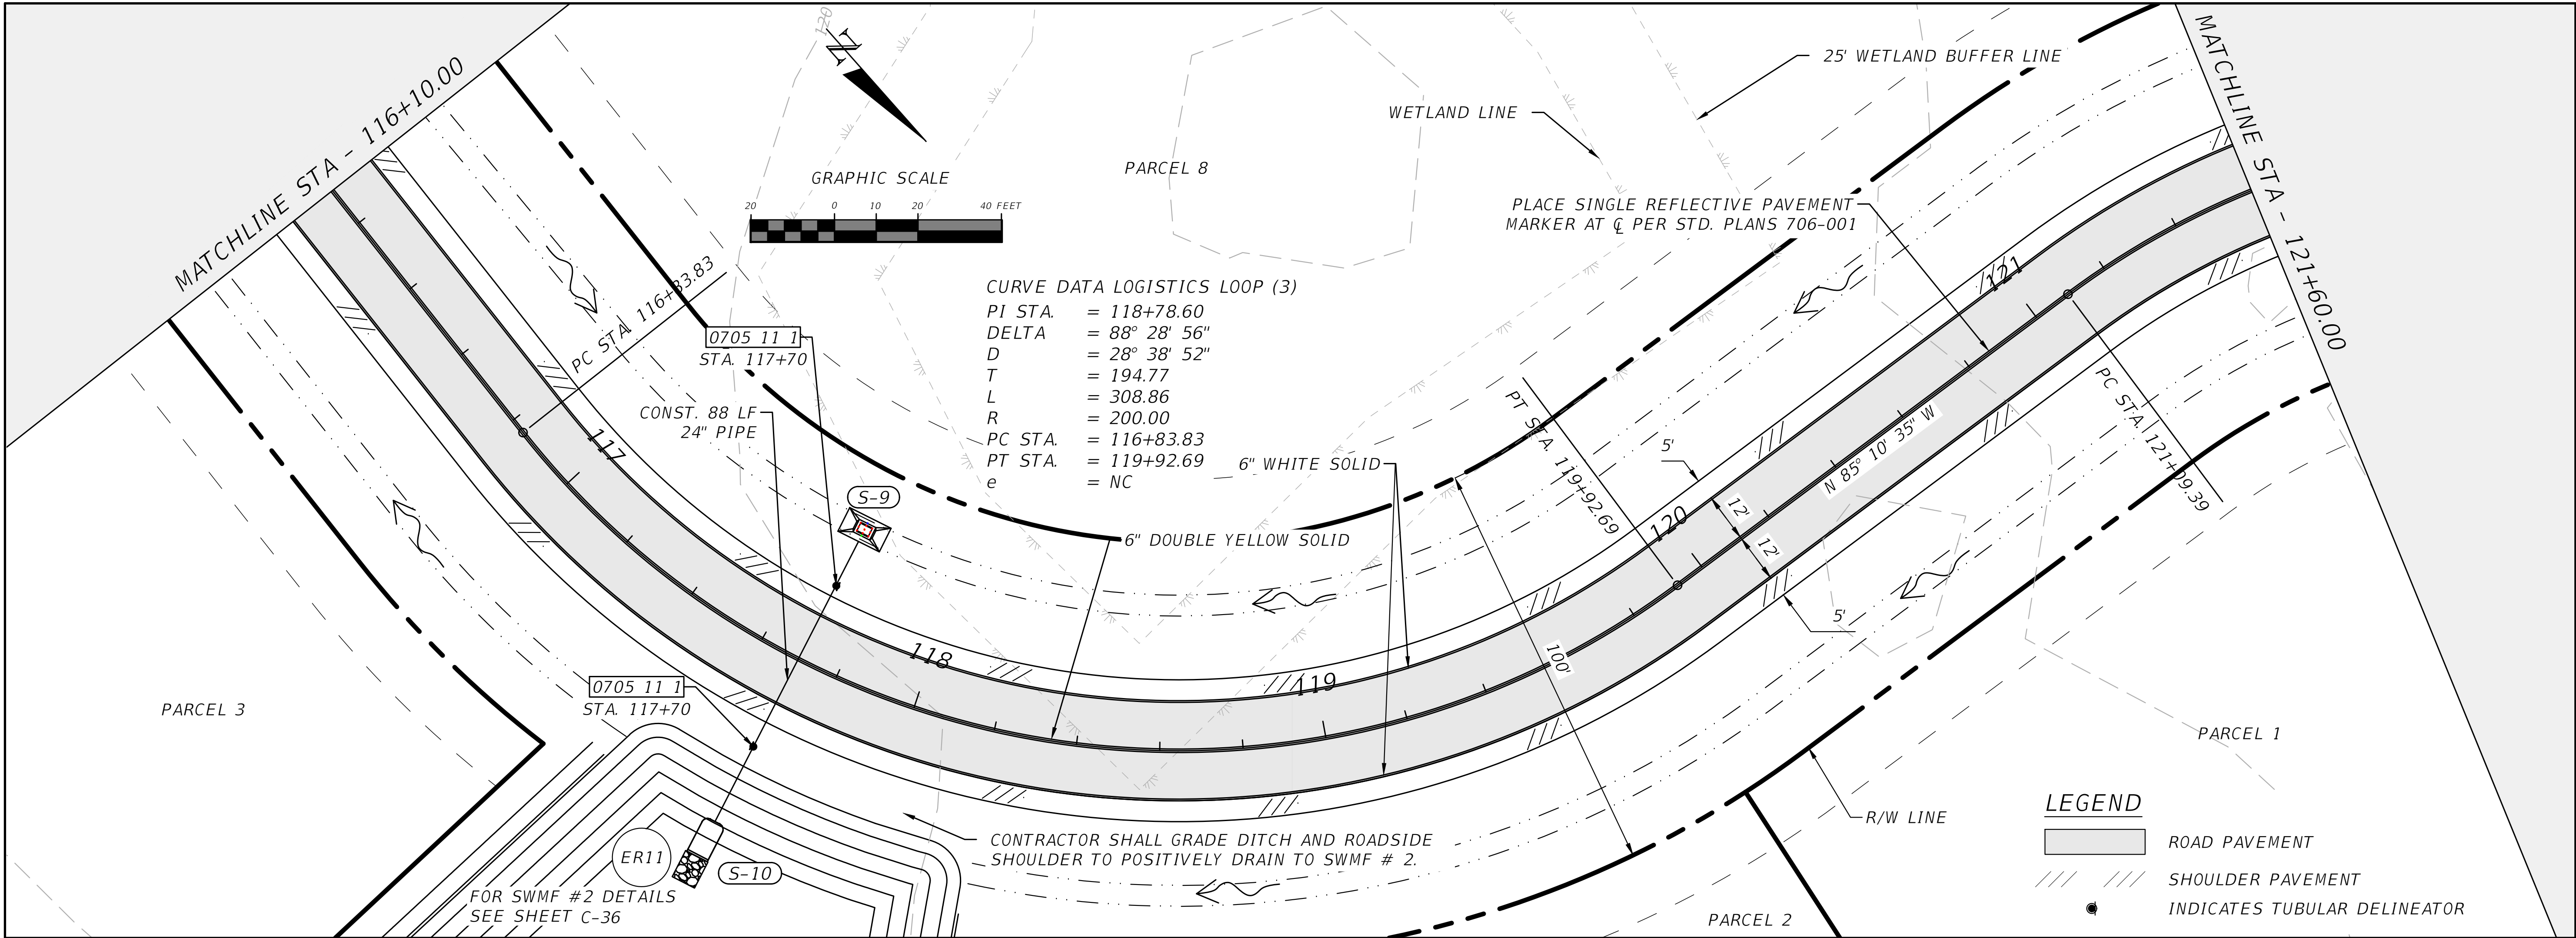 MATCHLINE STA - 116+10.00
120
N
GRAPHIC SCALE
20 0 10 20 40 FEET
PARCEL 8
25' WETLAND BUFFER LINE
WETLAND LINE
MATCHLINE STA - 121+60.00
PLACE SINGLE REFLECTIVE PAVEMENT
MARKER AT ℄ PER STD. PLANS 706-001
PC STA. 116+83.83
0705 11 1
STA. 117+70
CURVE DATA LOGISTICS LOOP (3)
PI STA. = 118+78.60
DELTA = 88° 28' 56"
D = 28° 38' 52"
T = 194.77
L = 308.86
R = 200.00
PC STA. = 116+83.83
PT STA. = 119+92.69
e = NC
CONST. 88 LF
24" PIPE
117
S-9
6" WHITE SOLID
6" DOUBLE YELLOW SOLID
PT STA. 119+92.69
5'
121
N 85° 10' 35" W
PC STA. 121+09.39
120
12'
12'
5'
100'
118
119
0705 11 1
STA. 117+70
PARCEL 3
ER11
S-10
FOR SWMF #2 DETAILS
SEE SHEET C-36
CONTRACTOR SHALL GRADE DITCH AND ROADSIDE
SHOULDER TO POSITIVELY DRAIN TO SWMF # 2.
R/W LINE
PARCEL 1
PARCEL 2
LEGEND
ROAD PAVEMENT
SHOULDER PAVEMENT
INDICATES TUBULAR DELINEATOR